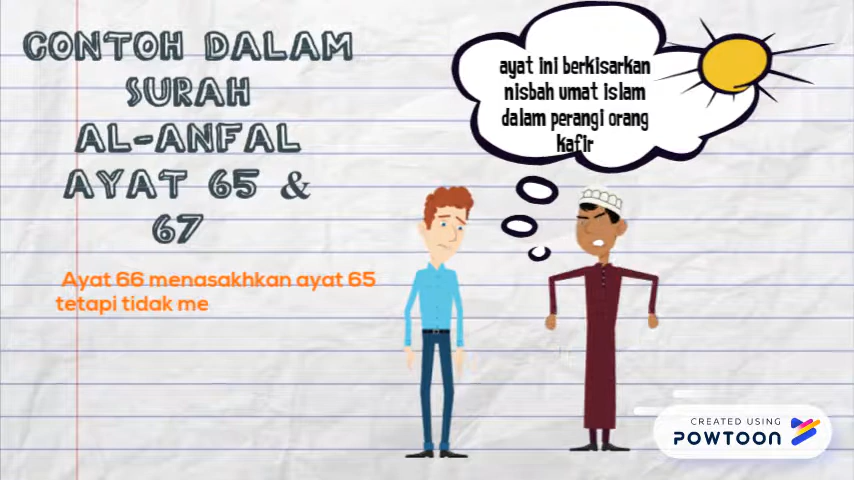 CONTOH DALAM
SURAH
AL-ANFAL
AYAT 65 &
67
ayat ini berkisarkan
nisbah umat islam
dalam perangi orang
kafir
Ayat 66 menasakhkan ayat 65
tetapi tidak me
CREATED USING
POWTOON